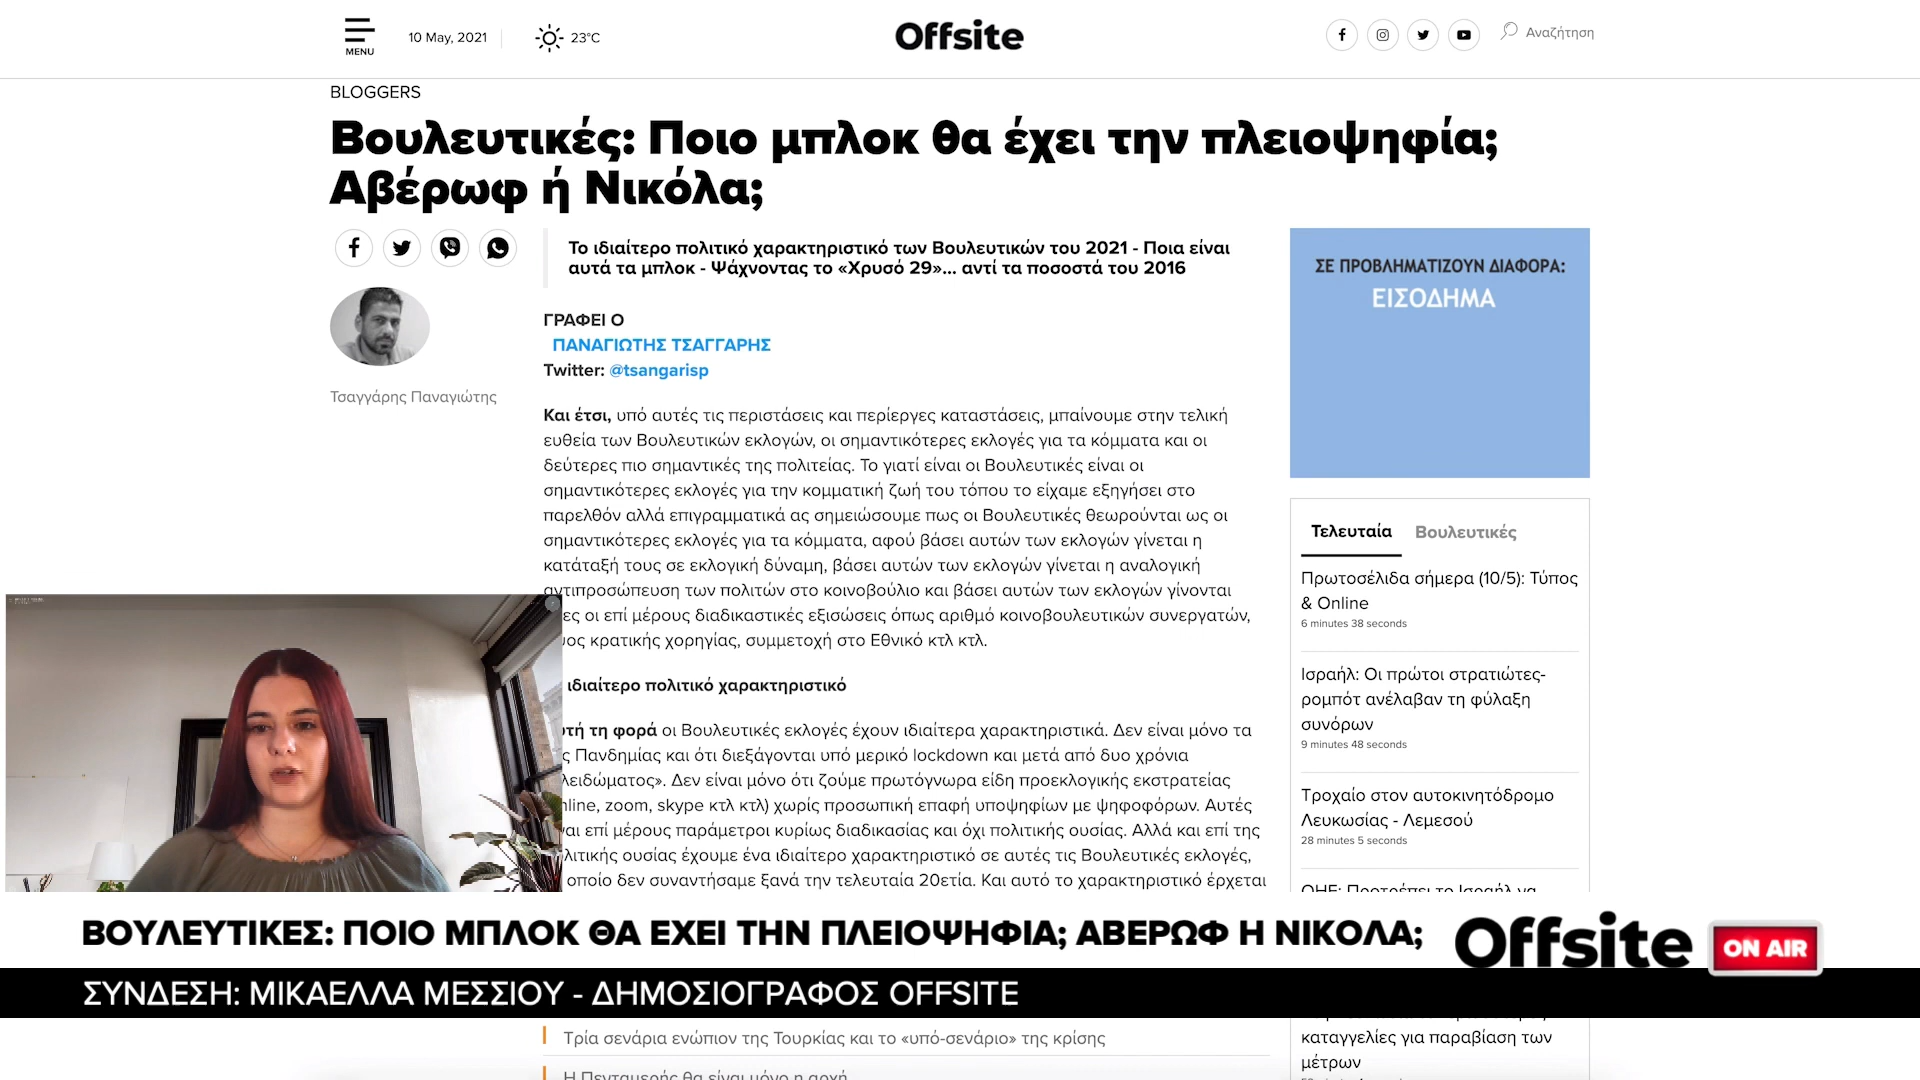 MENU
10 May, 2021
23°C
Offsite
Αναζήτηση
BLOGGERS
Βουλευτικές: Ποιο μπλοκ θα έχει την πλειοψηφία;
Αβέρωφ ή Νικόλα;
Το ιδιαίτερο πολιτικό χαρακτηριστικό των Βουλευτικών του 2021 - Ποια είναι
αυτά τα μπλοκ - Ψάχνοντας το «Χρυσό 29»... αντί τα ποσοστά του 2016
Τσαγγάρης Παναγιώτης
ΓΡΑΦΕΙ Ο
ΠΑΝΑΓΙΩΤΗΣ ΤΣΑΓΓΑΡΗΣ
Twitter: @tsangarisp
Και έτσι, υπό αυτές τις περιστάσεις και περίεργες καταστάσεις, μπαίνουμε στην τελική
ευθεία των Βουλευτικών εκλογών, οι σημαντικότερες εκλογές για τα κόμματα και οι
δεύτερες πιο σημαντικές της πολιτείας. Το γιατί είναι οι Βουλευτικές είναι οι
σημαντικότερες εκλογές για την κομματική ζωή του τόπου το είχαμε εξηγήσει στο
παρελθόν αλλά επιγραμματικά ας σημειώσουμε πως οι Βουλευτικές θεωρούνται ως οι
σημαντικότερες εκλογές για τα κόμματα, αφού βάσει αυτών των εκλογών γίνεται η
κατάταξή τους σε εκλογική δύναμη, βάσει αυτών των εκλογών γίνεται η αναλογική
αντιπροσώπευση των πολιτών στο κοινοβούλιο και βάσει αυτών των εκλογών γίνονται
οι επί μέρους διαδικαστικές εξισώσεις όπως αριθμό κοινοβουλευτικών συνεργατών,
κρατικής χορηγίας, συμμετοχή στο Εθνικό κτλ κτλ.
ιδιαίτερο πολιτικό χαρακτηριστικό
τη φορά οι Βουλευτικές εκλογές έχουν ιδιαίτερα χαρακτηριστικά. Δεν είναι μόνο τα
Πανδημίας και ότι διεξάγονται υπό μερικό lockdown και μετά από δυο χρόνια
λειδώματος». Δεν είναι μόνο ότι ζούμε πρωτόγνωρα είδη προεκλογικής εκστρατείας
nline, zoom, skype κτλ κτλ) χωρίς προσωπική επαφή υποψηφίων με ψηφοφόρων. Αυτές
αι επί μέρους παράμετροι κυρίως διαδικασίας και όχι πολιτικής ουσίας. Αλλά και επί της
λιτικής ουσίας έχουμε ένα ιδιαίτερο χαρακτηριστικό σε αυτές τις Βουλευτικές εκλογές,
οποίο δεν συναντήσαμε ξανά την τελευταία 20ετία. Και αυτό το χαρακτηριστικό έρχεται
ΣΕ ΠΡΟΒΛΗΜΑΤΙΖΟΥΝ ΔΙΑΦΟΡΑ:
ΕΙΣΟΔΗΜΑ
Τελευταία Βουλευτικές
Πρωτοσέλιδα σήμερα (10/5): Τύπος
& Online
6 minutes 38 seconds
Ισραήλ: Οι πρώτοι στρατιώτες-
ρομπότ ανέλαβαν τη φύλαξη
συνόρων
9 minutes 48 seconds
Τροχαίο στον αυτοκινητόδρομο
Λευκωσίας - Λεμεσού
28 minutes 5 seconds
ΟΗΕ: Προτρέπει το Ισραήλ να
ΒΟΥΛΕΥΤΙΚΕΣ: ΠΟΙΟ ΜΠΛΟΚ ΘΑ ΕΧΕΙ ΤΗΝ ΠΛΕΙΟΨΗΦΙΑ; ΑΒΕΡΩΦ Η ΝΙΚΟΛΑ;
Offsite ON AIR
ΣΥΝΔΕΣΗ: ΜΙΚΑΕΛΛΑ ΜΕΣΣΙΟΥ - ΔΗΜΟΣΙΟΓΡΑΦΟΣ OFFSITE
Τρία σενάρια ενώπιον της Τουρκίας και το «υπό-σενάριο» της κρίσης
Η Πενταμερής θα είναι μόνο η αρχή
καταγγελίες για παραβίαση των
μέτρων